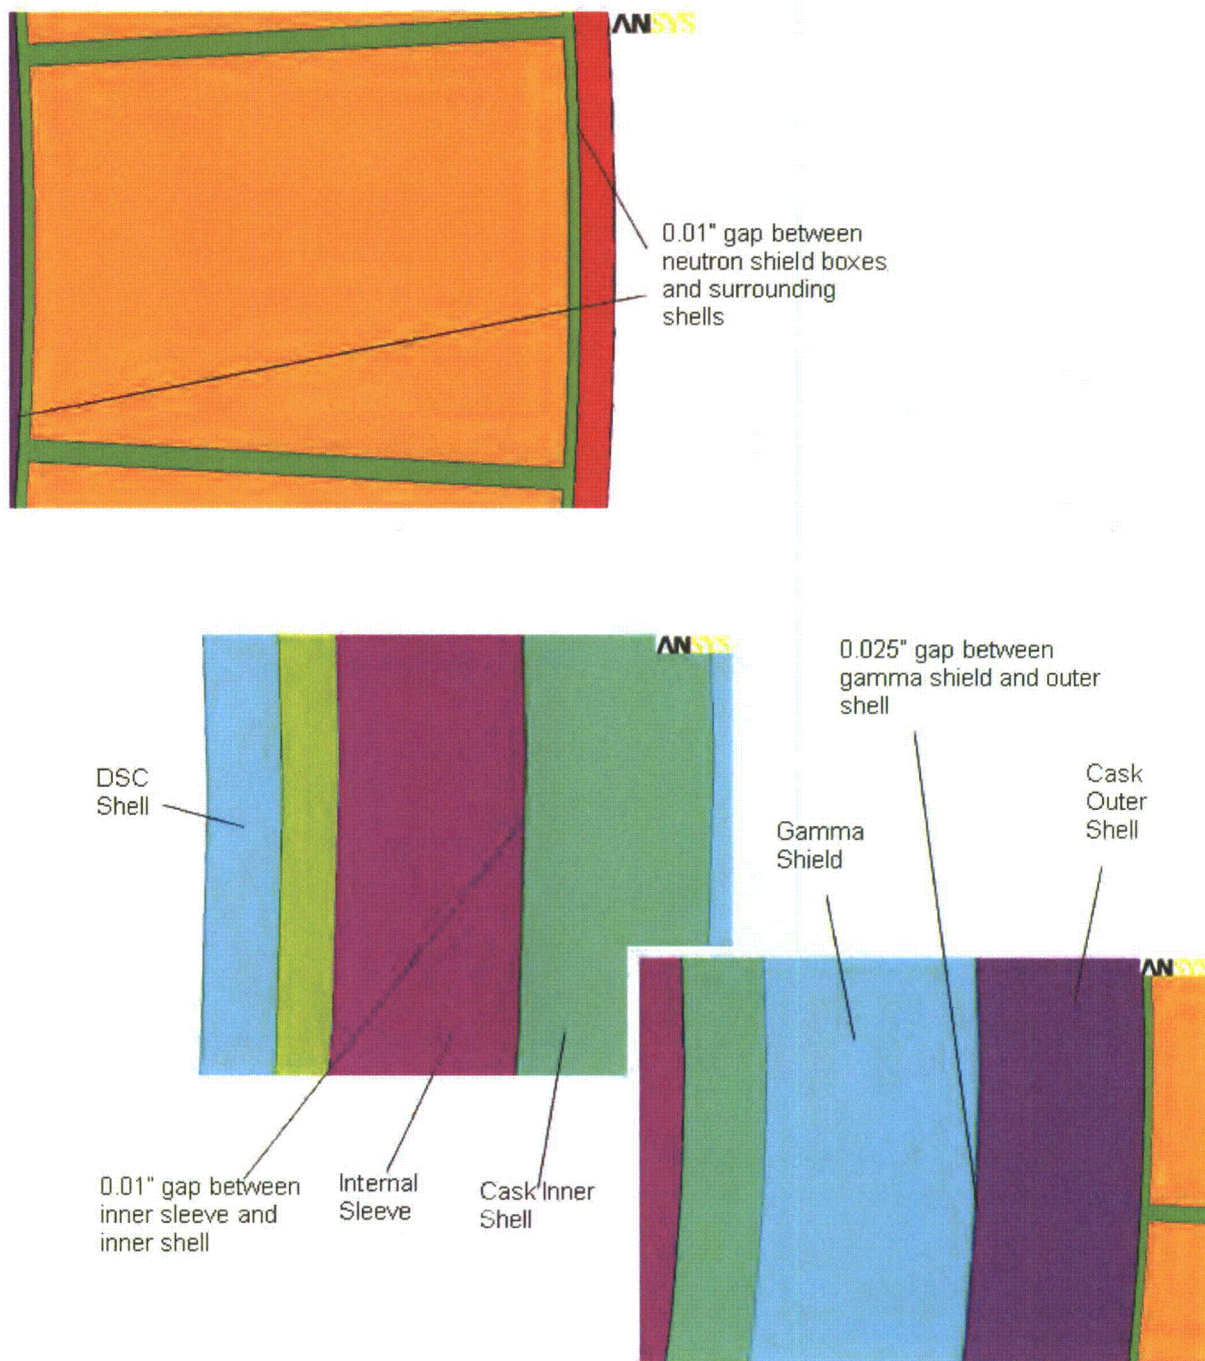 ANSYS
0.01" gap between
neutron shield boxes
and surrounding
shells
ANSYS
0.025" gap between
gamma shield and outer
shell
DSC
Shell
Cask
Outer
Shell
Gamma
Shield
ANSYS
0.01" gap between
inner sleeve and
inner shell
Internal
Sleeve
Cask Inner
Shell